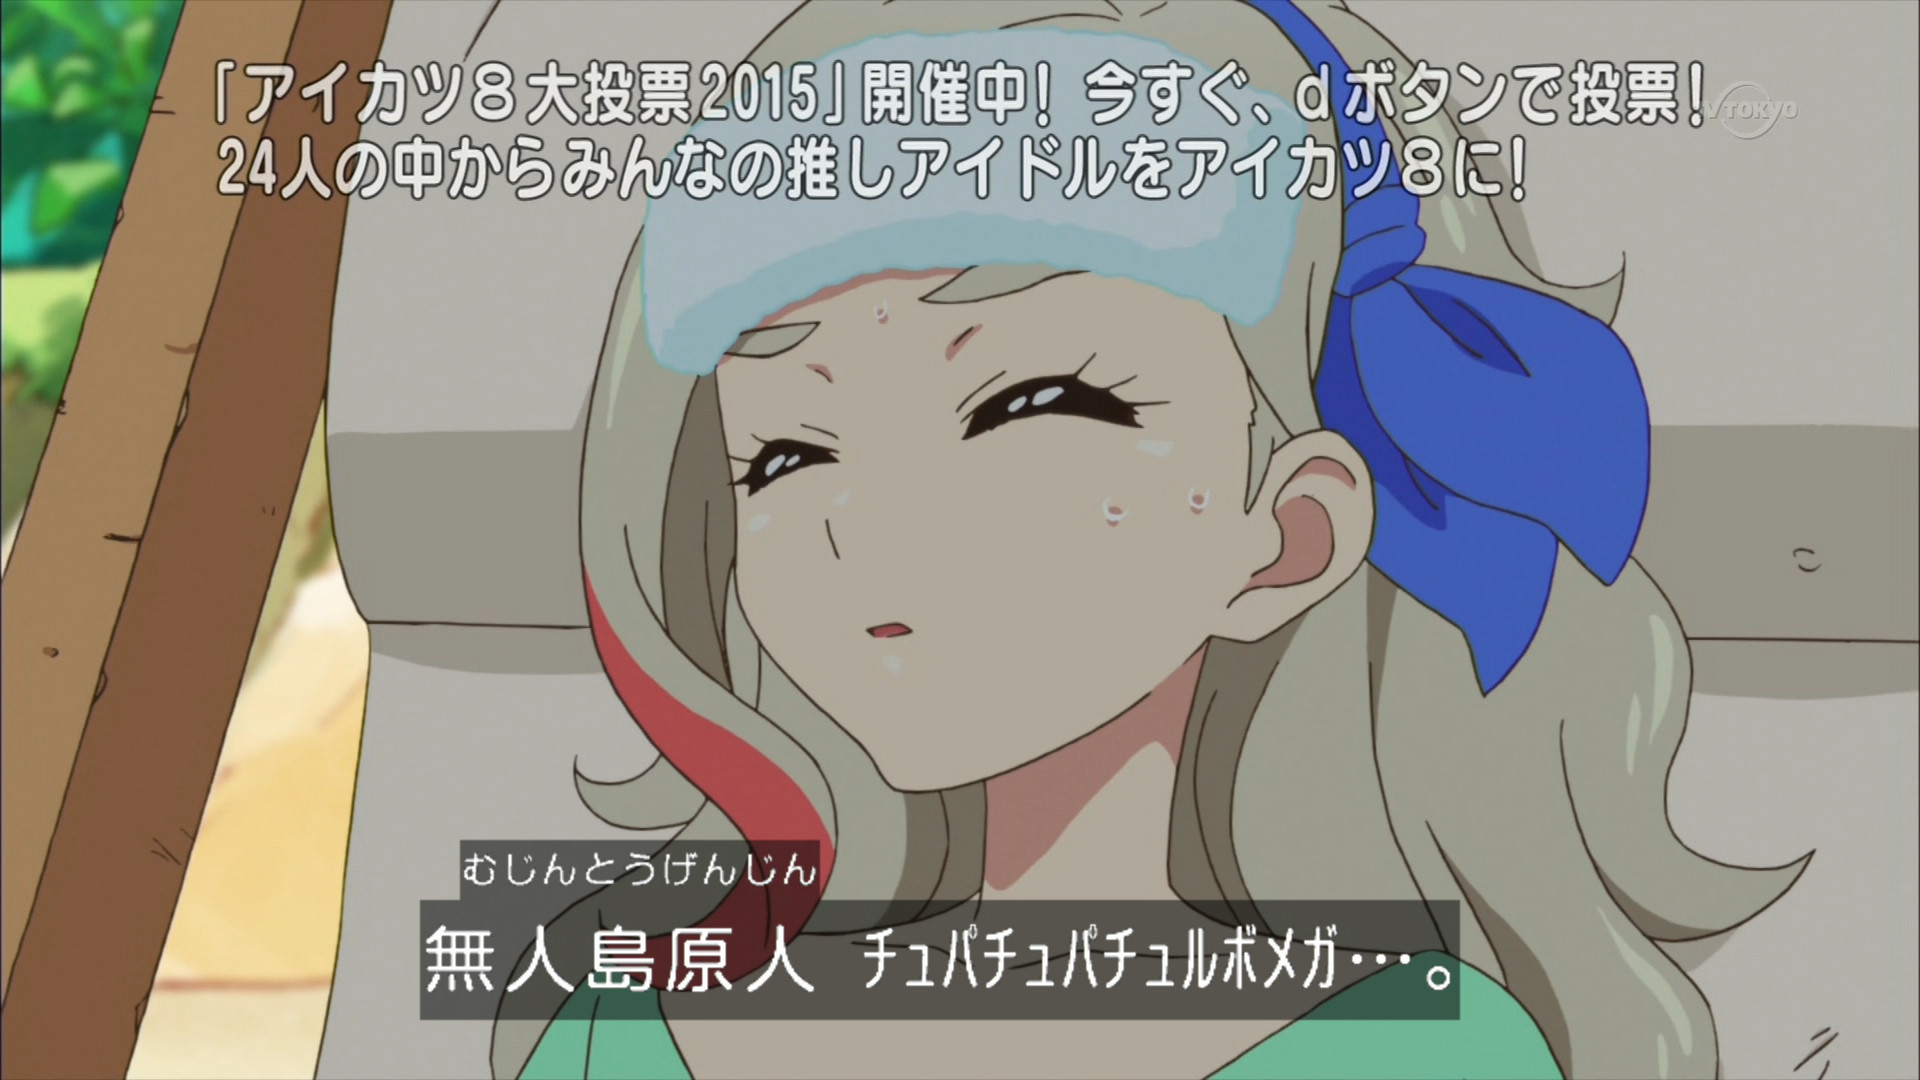 「アイカツ8大投票2015」開催中! 今すぐ、dボタンで投票!
TV TOKYO
24人の中からみんなの推しアイドルをアイカツ8に!
むじんとうげんじん
無人島原人 チュパチュパチュルボメガ…。